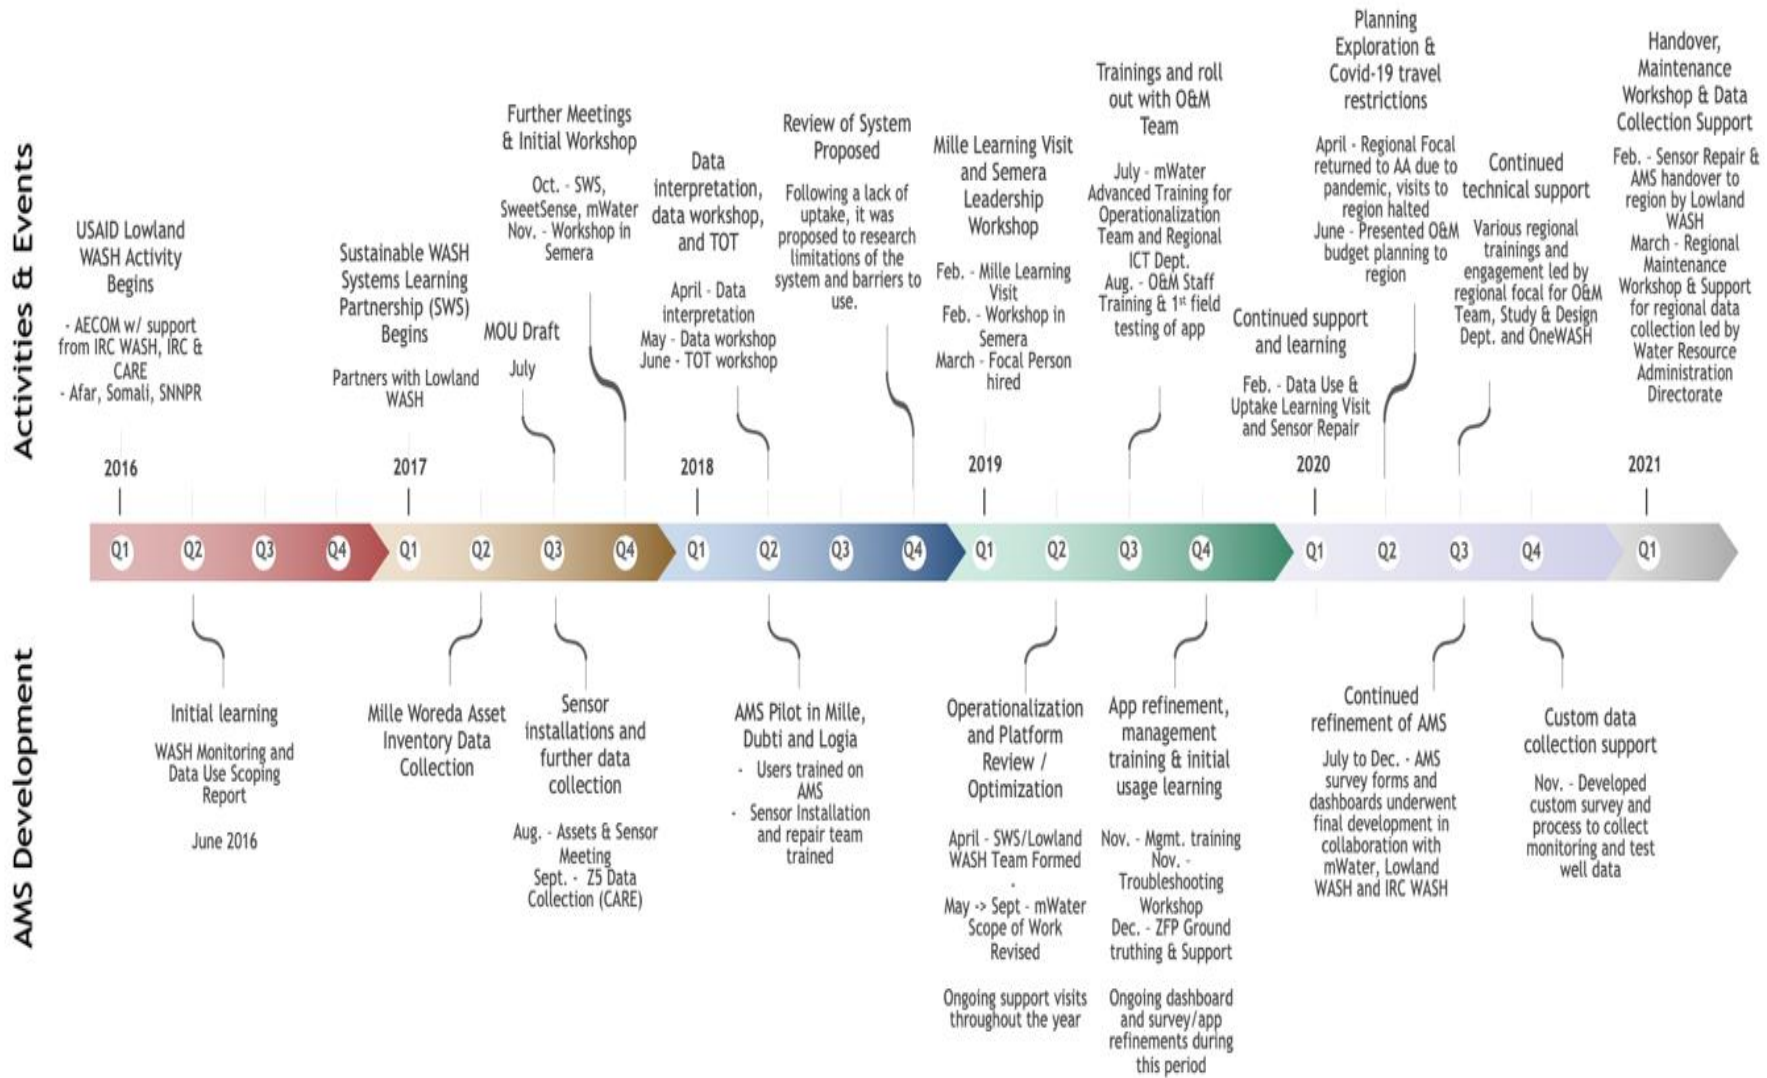 Activities & Events
USAID Lowland
WASH Activity
Begins
- AECOM w/ support
from IRC WASH, IRC &
CARE
- Afar, Somali, SNNPR
Sustainable WASH
Systems Learning
Partnership (SWS)
Begins
Partners with Lowland
WASH
MOU Draft
July
Further Meetings
& Initial Workshop
Oct. - SWS,
SweetSense, mWater
Nov. - Workshop in
Semera
Data
interpretation,
data workshop,
and TOT
April - Data
interpretation
May - Data workshop
June - TOT workshop
Review of System
Proposed
Following a lack of
uptake, it was
proposed to research
limitations of the
system and barriers to
use.
Mille Learning Visit
and Semera
Leadership
Workshop
Feb. - Mille Learning
Visit
Feb. - Workshop in
Semera
March - Focal Person
hired
Trainings and roll
out with O&M
Team
July - mWater
Advanced Training for
Operationalization
Team and Regional
ICT Dept.
Aug. - O&M Staff
Training & 1st field
testing of app
Continued support
and learning
Feb. - Data Use &
Uptake Learning Visit
and Sensor Repair
Planning
Exploration &
Covid-19 travel
restrictions
April - Regional Focal
returned to AA due to
pandemic, visits to
region halted
June - Presented O&M
budget planning to
region
Continued
technical support
Various regional
trainings and
engagement led by
regional focal for O&M
Team, Study & Design
Dept. and OneWASH
Handover,
Maintenance
Workshop & Data
Collection Support
Feb. - Sensor Repair &
AMS handover to
region by Lowland
WASH
March - Regional
Maintenance
Workshop & Support
for regional data
collection led by
Water Resource
Administration
Directorate
2016 2017 2018 2019 2020 2021
Q1 Q2 Q3 Q4 Q1 Q2 Q3 Q4 Q1 Q2 Q3 Q4 Q1 Q2 Q3 Q4 Q1 Q2 Q3 Q4 Q1
AMS Development
Initial learning
WASH Monitoring and
Data Use Scoping
Report
June 2016
Mille Woreda Asset
Inventory Data
Collection
Sensor
installations and
further data
collection
Aug. - Assets & Sensor
Meeting
Sept. - Z5 Data
Collection (CARE)
AMS Pilot in Mille,
Dubti and Logia
- Users trained on
AMS
- Sensor Installation
and repair team
trained
Operationalization
and Platform
Review /
Optimization
April - SWS/Lowland
WASH Team Formed
-
May -> Sept - mWater
Scope of Work
Revised
Ongoing support visits
throughout the year
App refinement,
management
training & initial
usage learning
Nov. - Mgmt. training
Nov. -
Troubleshooting
Workshop
Dec. - ZFP Ground
truthing & Support
Ongoing dashboard
and survey/app
refinements during
this period
Continued
refinement of AMS
July to Dec. - AMS
survey forms and
dashboards underwent
final development in
collaboration with
mWater, Lowland
WASH and IRC WASH
Custom data
collection support
Nov. - Developed
custom survey and
process to collect
monitoring and test
well data